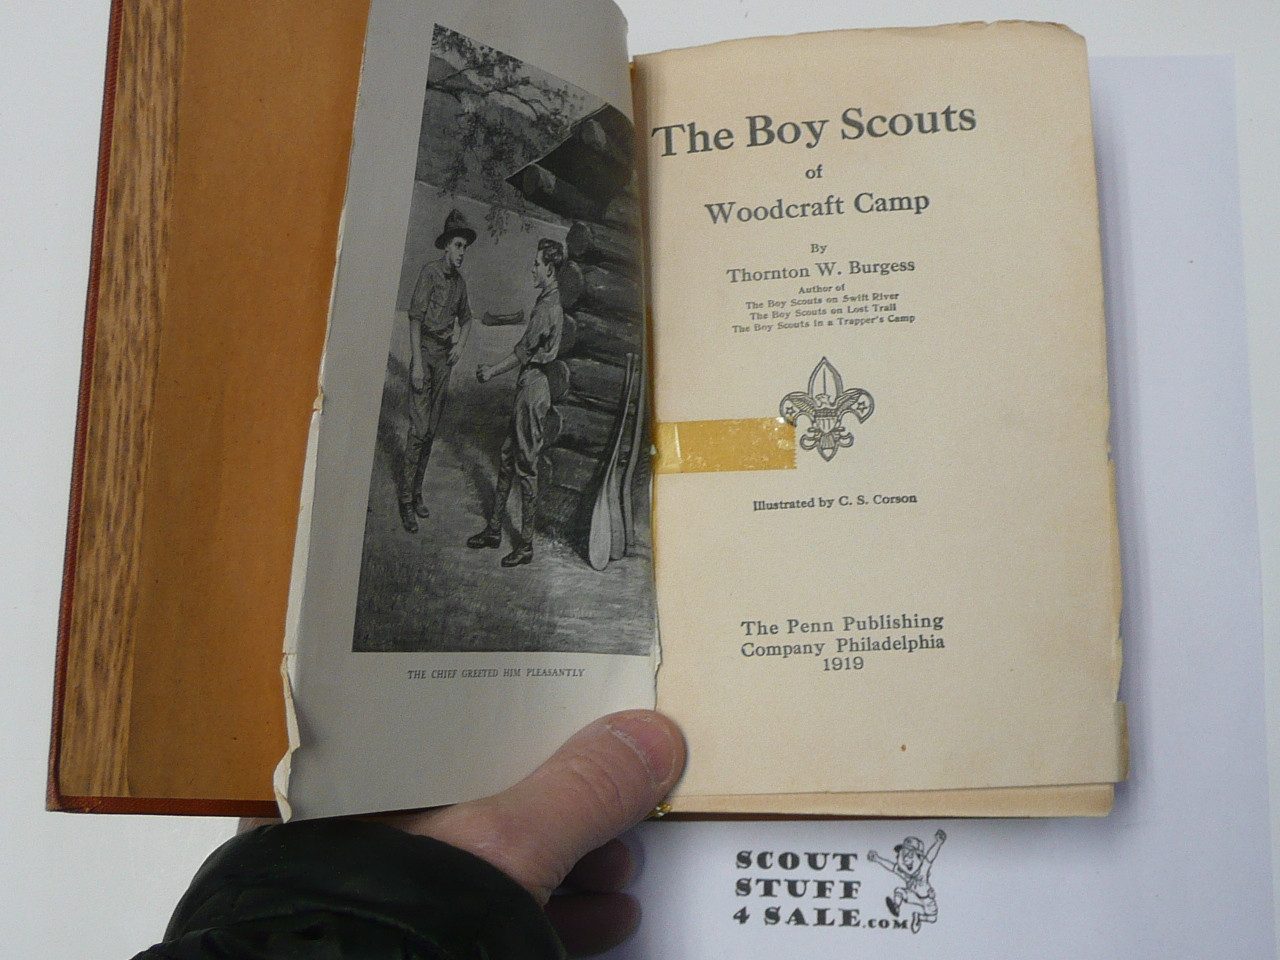 THE CHIEF GREETED HIM PLEASANTLY
The Boy Scouts
of
Woodcraft Camp
By
Thornton W. Burgess
Author of
The Boy Scouts on Swift River
The Boy Scouts on Lost Trail
The Boy Scouts in a Trapper's Camp
Illustrated by C. S. Corson
The Penn Publishing
Company Philadelphia
1919
SCOUT
STUFF
4 SALE.COM